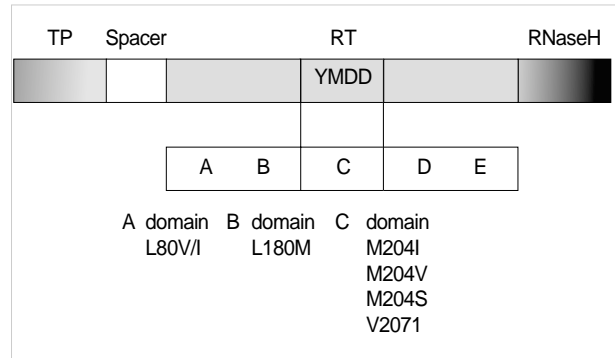 TP Spacer RT RNaseH
YMDD
A B C D E
A domain B domain C domain
L80V/I L180M M204I
M204V
M204S
V2071